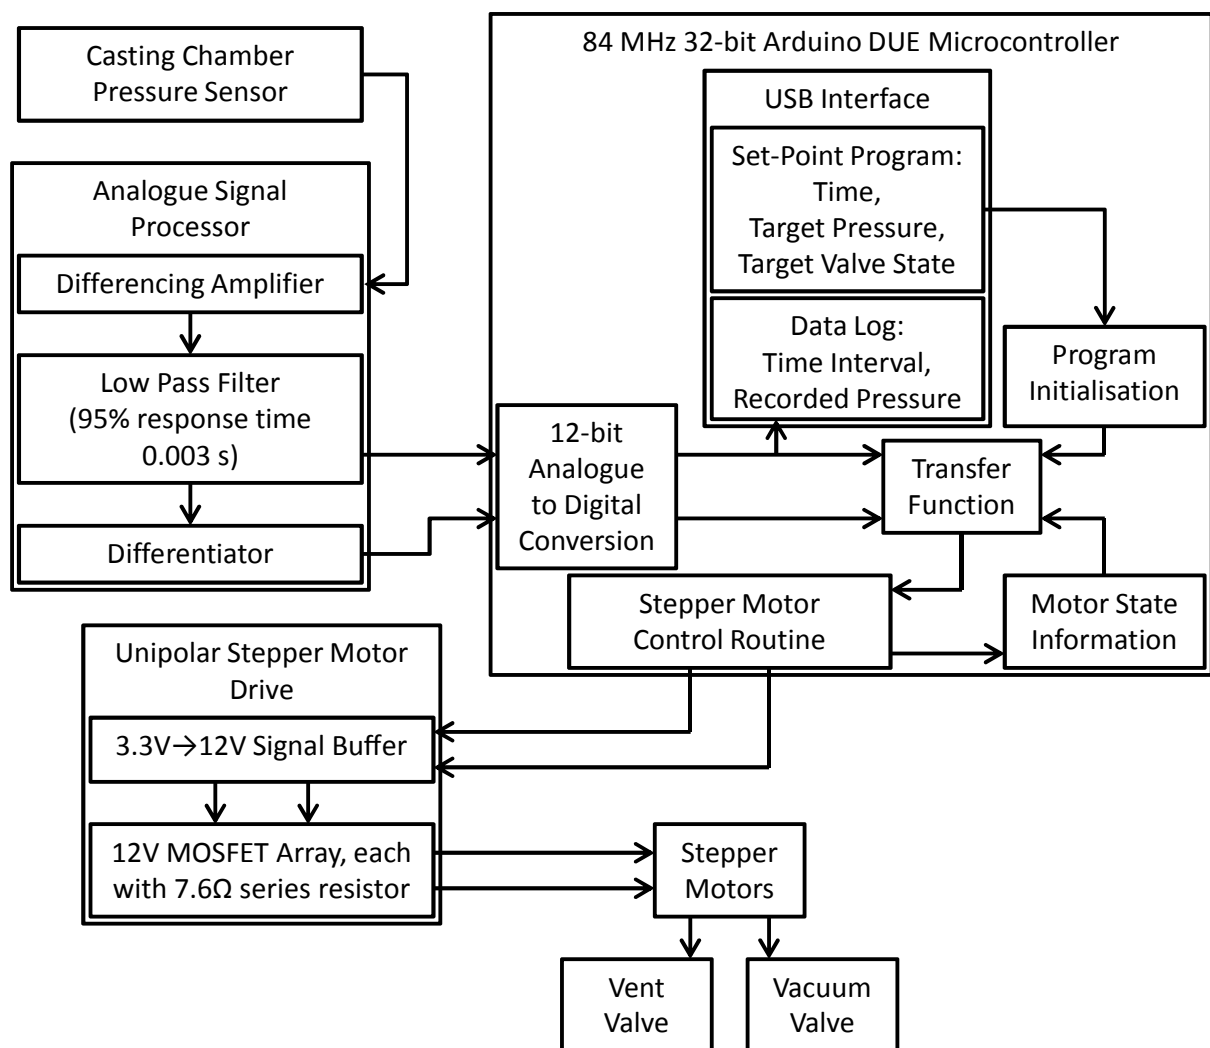 Casting Chamber
Pressure Sensor
84 MHz 32-bit Arduino DUE Microcontroller
USB Interface
Set-Point Program:
Time,
Target Pressure,
Target Valve State
Data Log:
Time Interval,
Recorded Pressure
Analogue Signal
Processor
Differencing Amplifier
Low Pass Filter
(95% response time
0.003 s)
Differentiator
12-bit
Analogue
to Digital
Conversion
Program
Initialisation
Transfer
Function
Stepper Motor
Control Routine
Motor State
Information
Unipolar Stepper Motor
Drive
3.3V→12V Signal Buffer
12V MOSFET Array, each
with 7.6Ω series resistor
Stepper
Motors
Vent
Valve
Vacuum
Valve